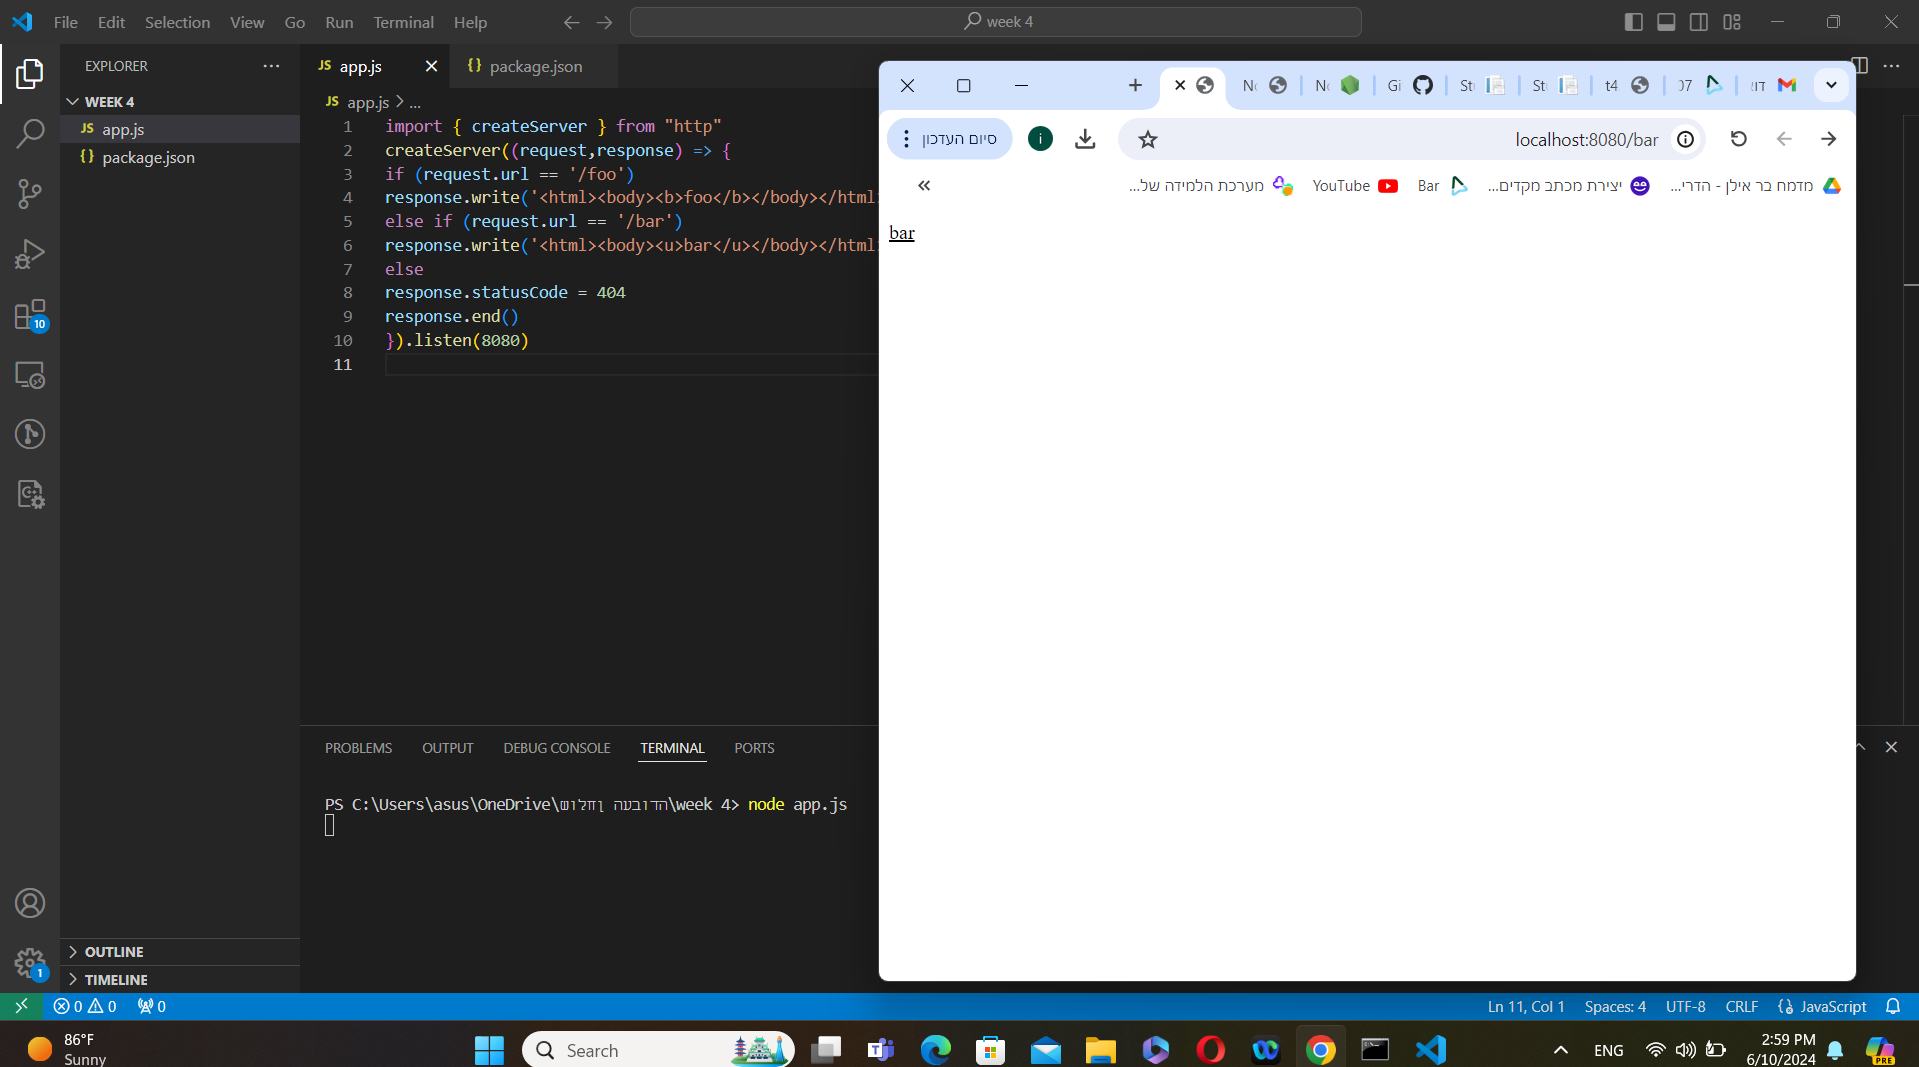 File Edit Selection View Go Run Terminal Help
week 4
EXPLORER
WEEK 4
JS app.js
{} package.json
OUTLINE
TIMELINE
JS app.js
{} package.json
JS app.js > ...
1 import { createServer } from "http"
2 createServer((request,response) => {
3 if (request.url == '/foo')
4 response.write('<html><body><b>foo</b></body></html
5 else if (request.url == '/bar')
6 response.write('<html><body><u>bar</u></body></html
7 else
8 response.statusCode = 404
9 response.end()
10 }).listen(8080)
11
PROBLEMS OUTPUT DEBUG CONSOLE TERMINAL PORTS
PS C:\Users\asus\OneDrive\שולחן העבודה\week 4> node app.js
Gi St St t4 07
סיום העדכון
i
localhost:8080/bar
מדמח בר אילן - הדרי...
יצירת מכתב מקדים...
Bar
YouTube
מערכת הלמידה של...
bar
10
1
0 0 0
Ln 11, Col 1 Spaces: 4 UTF-8 CRLF {} JavaScript
86°F
Sunny
Search
ENG
2:59 PM
6/10/2024
PRE